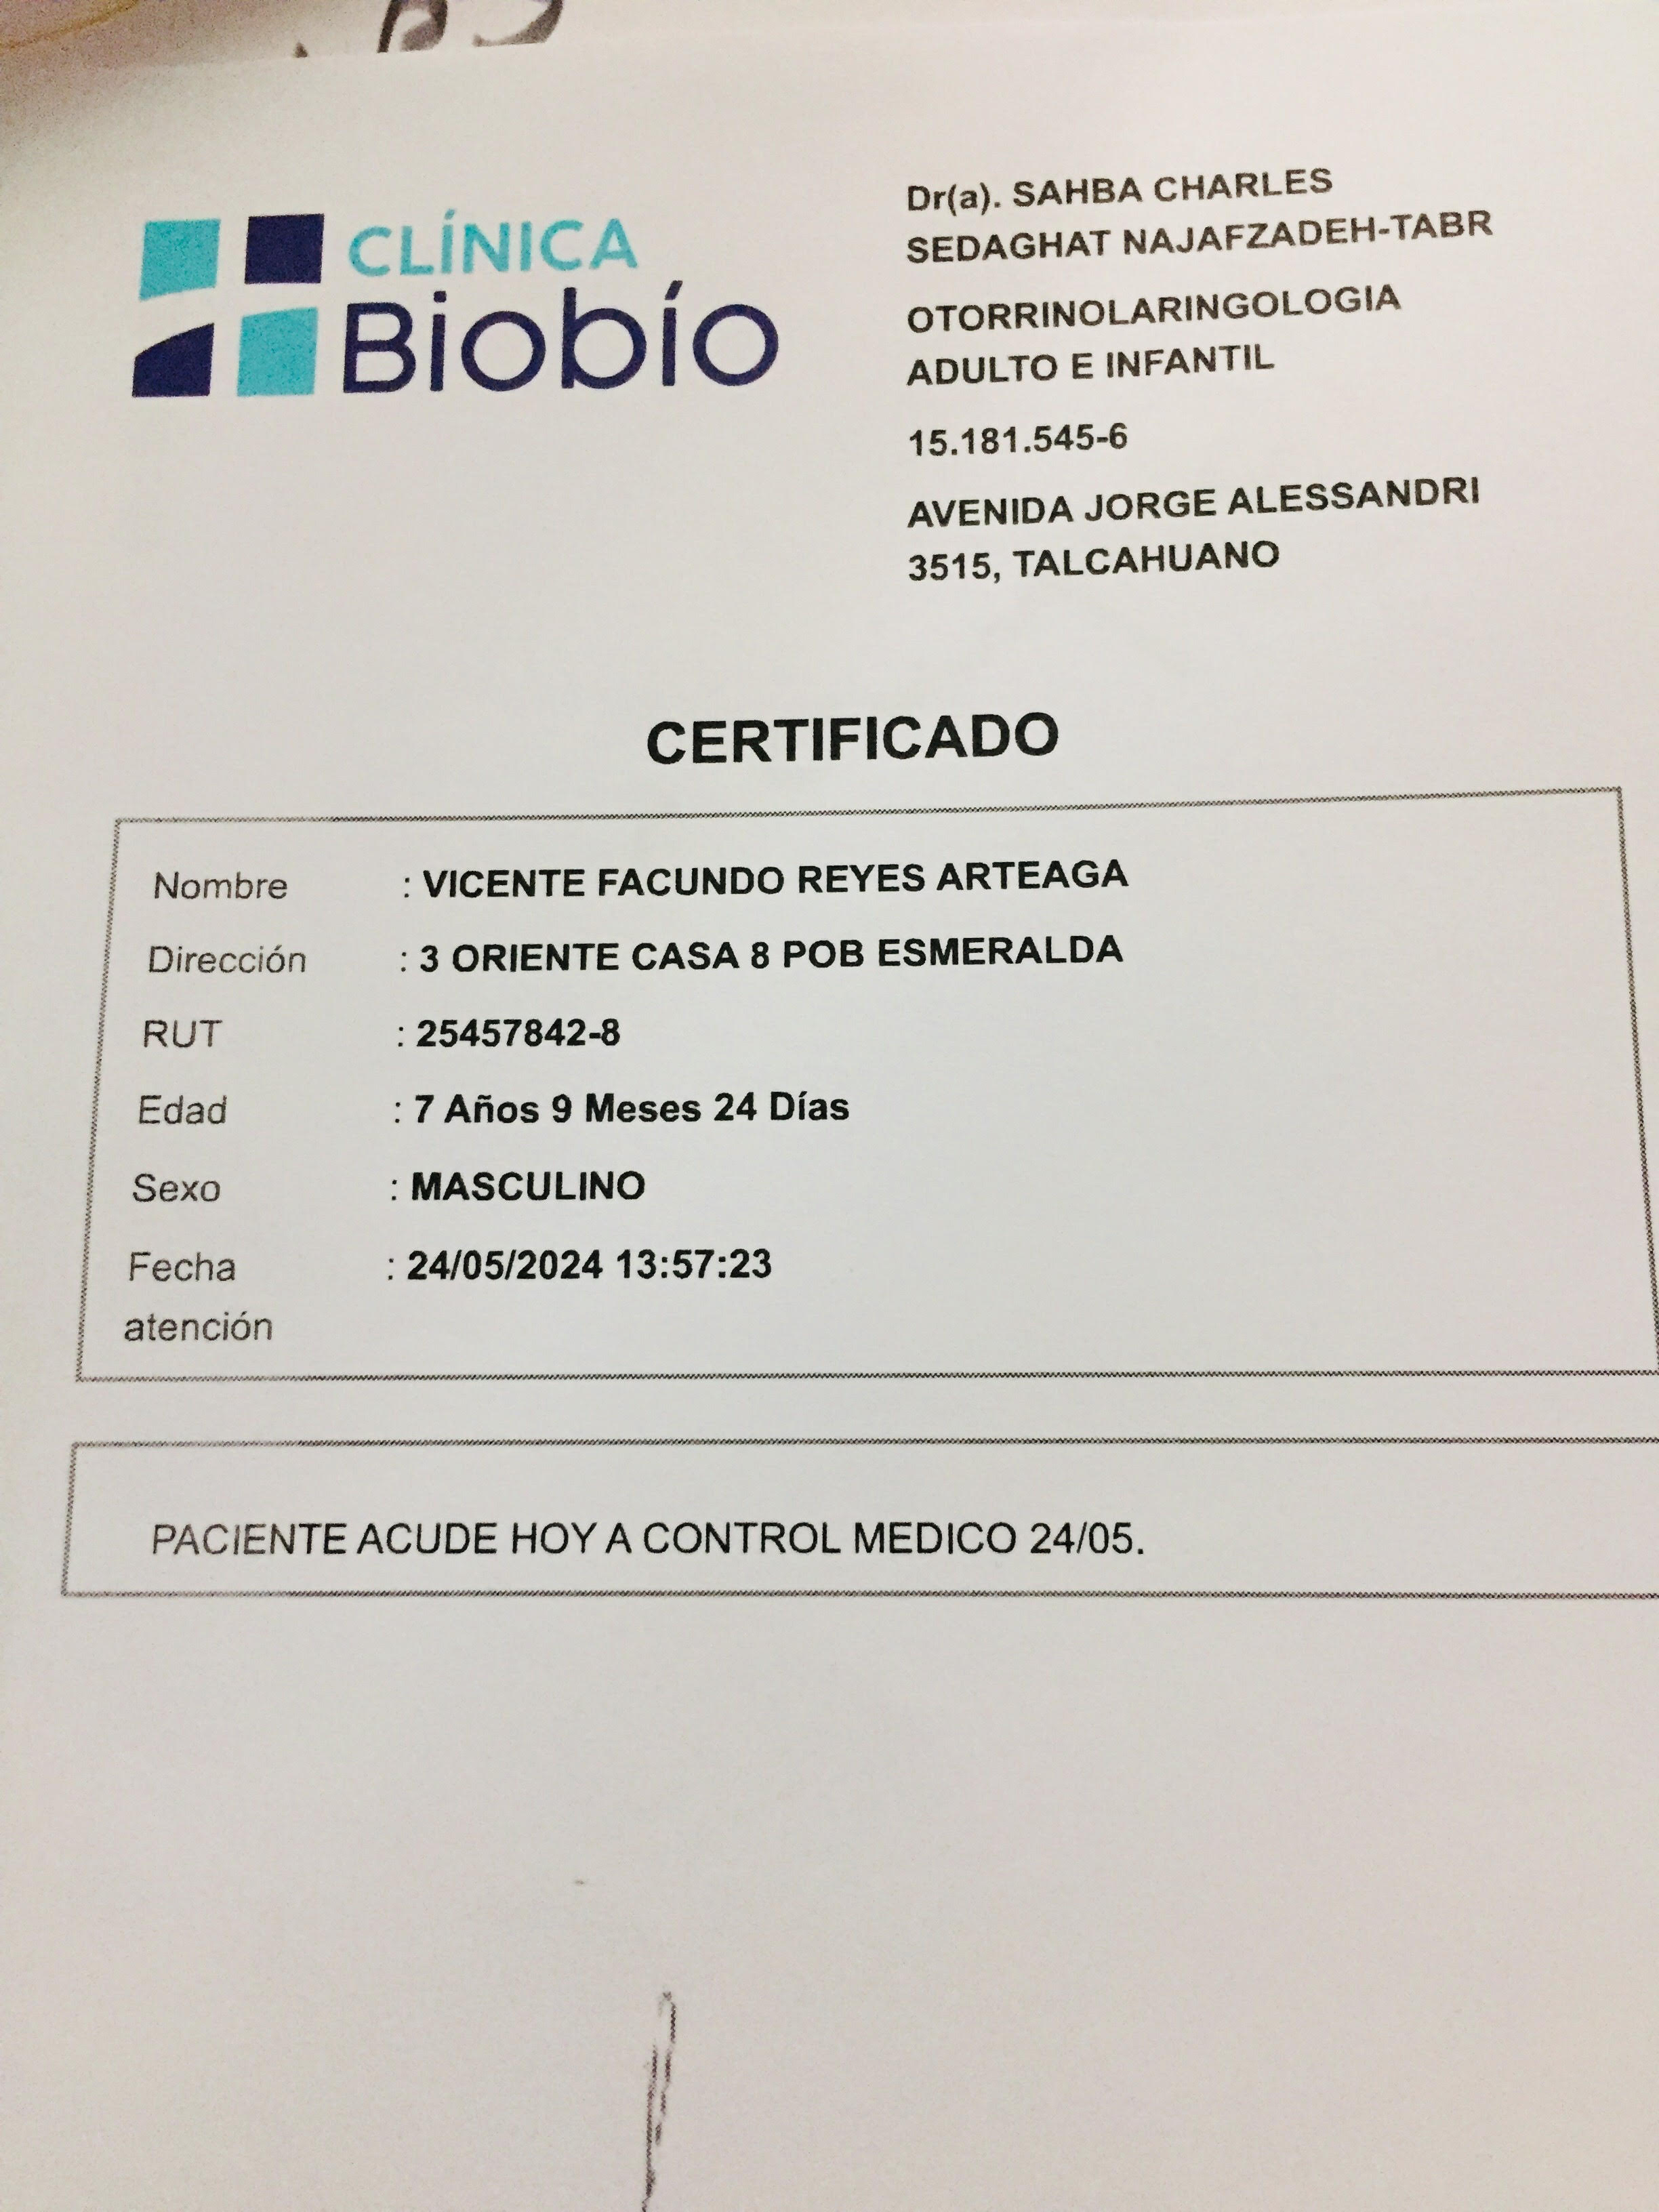 CLÍNICA
Biobío
Dr(a). SAHBA CHARLES
SEDAGHAT NAJAFZADEH-TABR
OTORRINOLARINGOLOGIA
ADULTO E INFANTIL
15.181.545-6
AVENIDA JORGE ALESSANDRI
3515, TALCAHUANO
CERTIFICADO
Nombre : VICENTE FACUNDO REYES ARTEAGA
Dirección : 3 ORIENTE CASA 8 POB ESMERALDA
RUT : 25457842-8
Edad : 7 Años 9 Meses 24 Días
Sexo : MASCULINO
Fecha : 24/05/2024 13:57:23
atención
PACIENTE ACUDE HOY A CONTROL MEDICO 24/05.